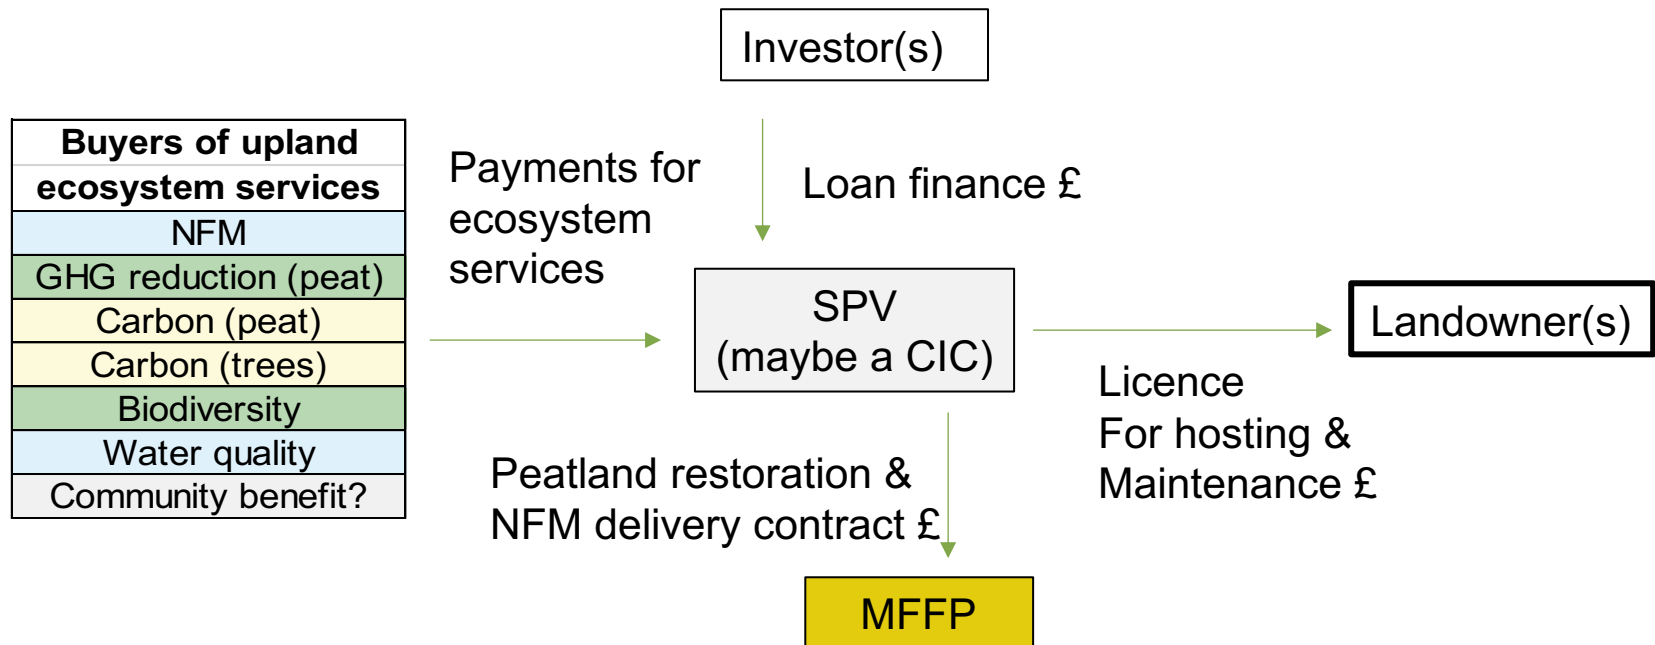 Investor(s)
Buyers of upland
ecosystem services
NFM
GHG reduction (peat)
Carbon (peat)
Carbon (trees)
Biodiversity
Water quality
Community benefit?
Payments for
ecosystem
services
Loan finance £
SPV
(maybe a CIC)
Landowner(s)
Licence
For hosting &
Maintenance £
Peatland restoration &
NFM delivery contract £
MFFP